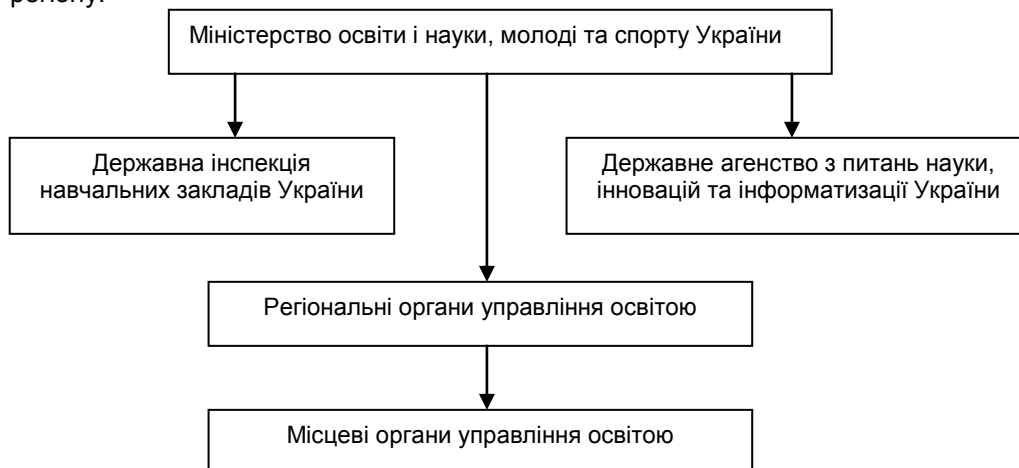 регіону.
Міністерство освіти і науки, молоді та спорту України
Державна інспекція
навчальних закладів України
Державне агенство з питань науки,
інновацій та інформатизації України
Регіональні органи управління освітою
Місцеві органи управління освітою